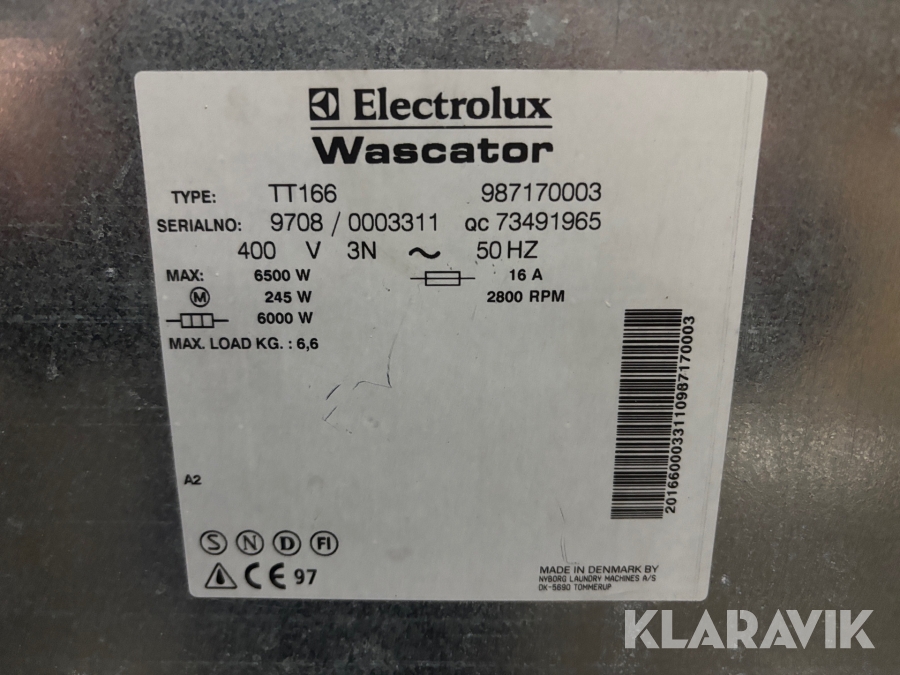 Electrolux
Wascator
TYPE: TT166 987170003
SERIALNO: 9708 / 0003311 QC 73491965
400 V 3N ~ 50 HZ
MAX: 6500 W 16 A
M 245 W 2800 RPM
6000 W
MAX. LOAD KG. : 6,6
2016600033110987170003
A2
S N D FI
CE 97
MADE IN DENMARK BY
NYBORG LAUNDRY MACHINES A/S
DK-5690 TOMMERUP
KLARAVIK